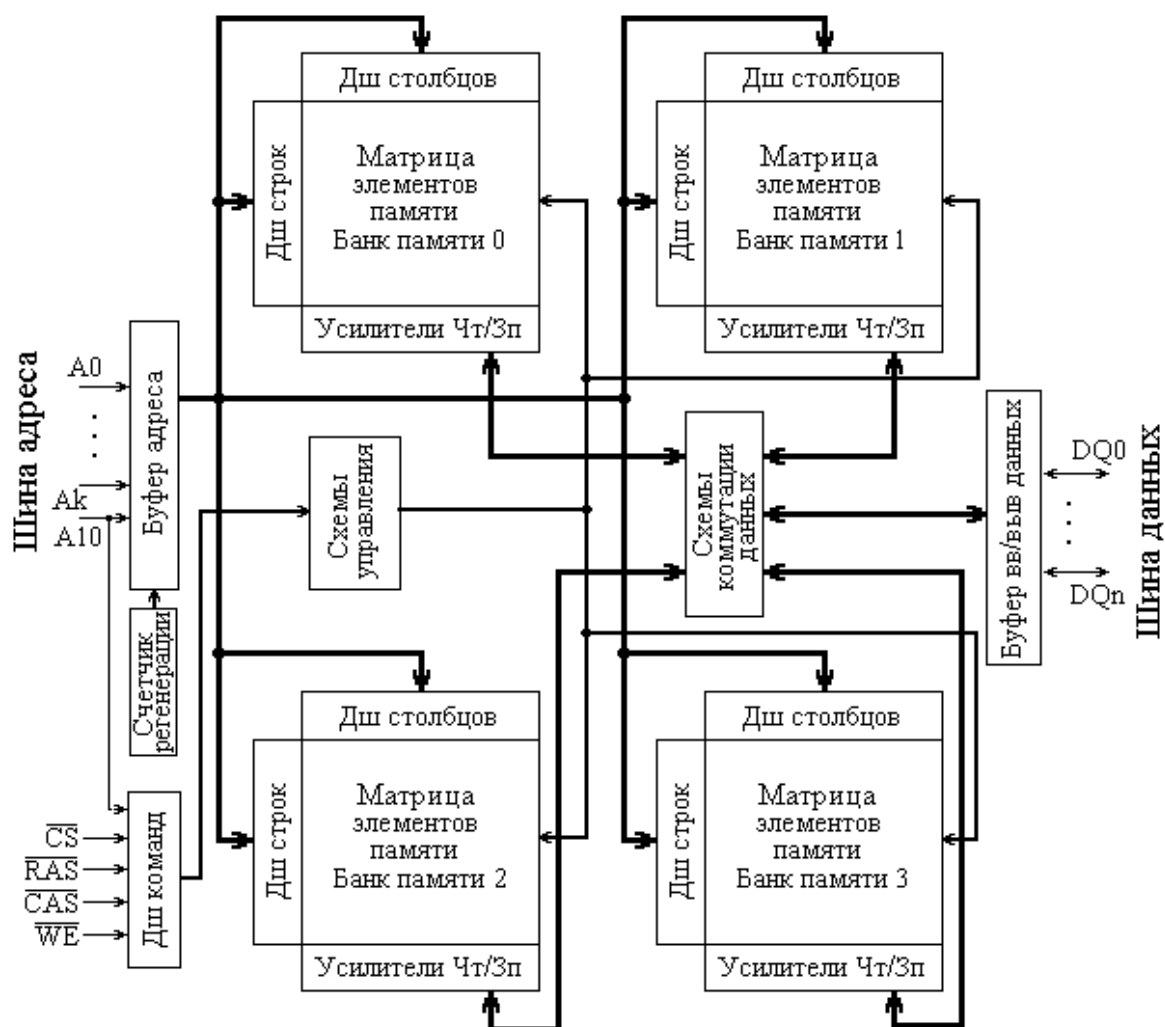 Дш столбцов
Дш строк
Матрица
элементов
памяти
Банк памяти 0
Усилители Чт/Зп
Дш столбцов
Дш строк
Матрица
элементов
памяти
Банк памяти 1
Усилители Чт/Зп
Шина адреса
A0
. . .
Ak
A10
Буфер адреса
Счетчик
регенерации
Схемы
управления
Схемы
коммутации
данных
Буфер вв/выв данных
DQ0
. . .
DQn
Шина данных
CS
RAS
CAS
WE
Дш команд
Дш столбцов
Дш строк
Матрица
элементов
памяти
Банк памяти 2
Усилители Чт/Зп
Дш столбцов
Дш строк
Матрица
элементов
памяти
Банк памяти 3
Усилители Чт/Зп